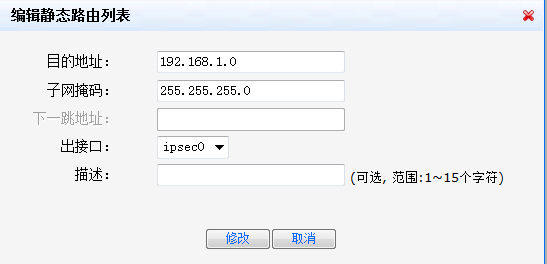 编辑静态路由列表
目的地址： 192.168.1.0
子网掩码： 255.255.255.0
下一跳地址：
出接口： ipsec0
描述： (可选, 范围:1~15个字符)
修改 取消